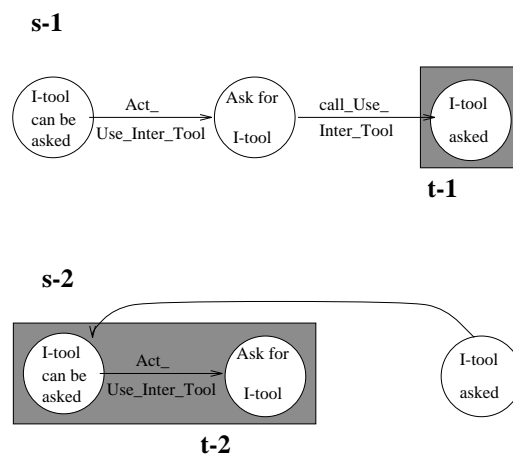 s-1
I-tool
can be
asked
Act_
Use_Inter_Tool
Ask for
I-tool
call_Use_
Inter_Tool
I-tool
asked
t-1
s-2
I-tool
can be
asked
Act_
Use_Inter_Tool
Ask for
I-tool
I-tool
asked
t-2